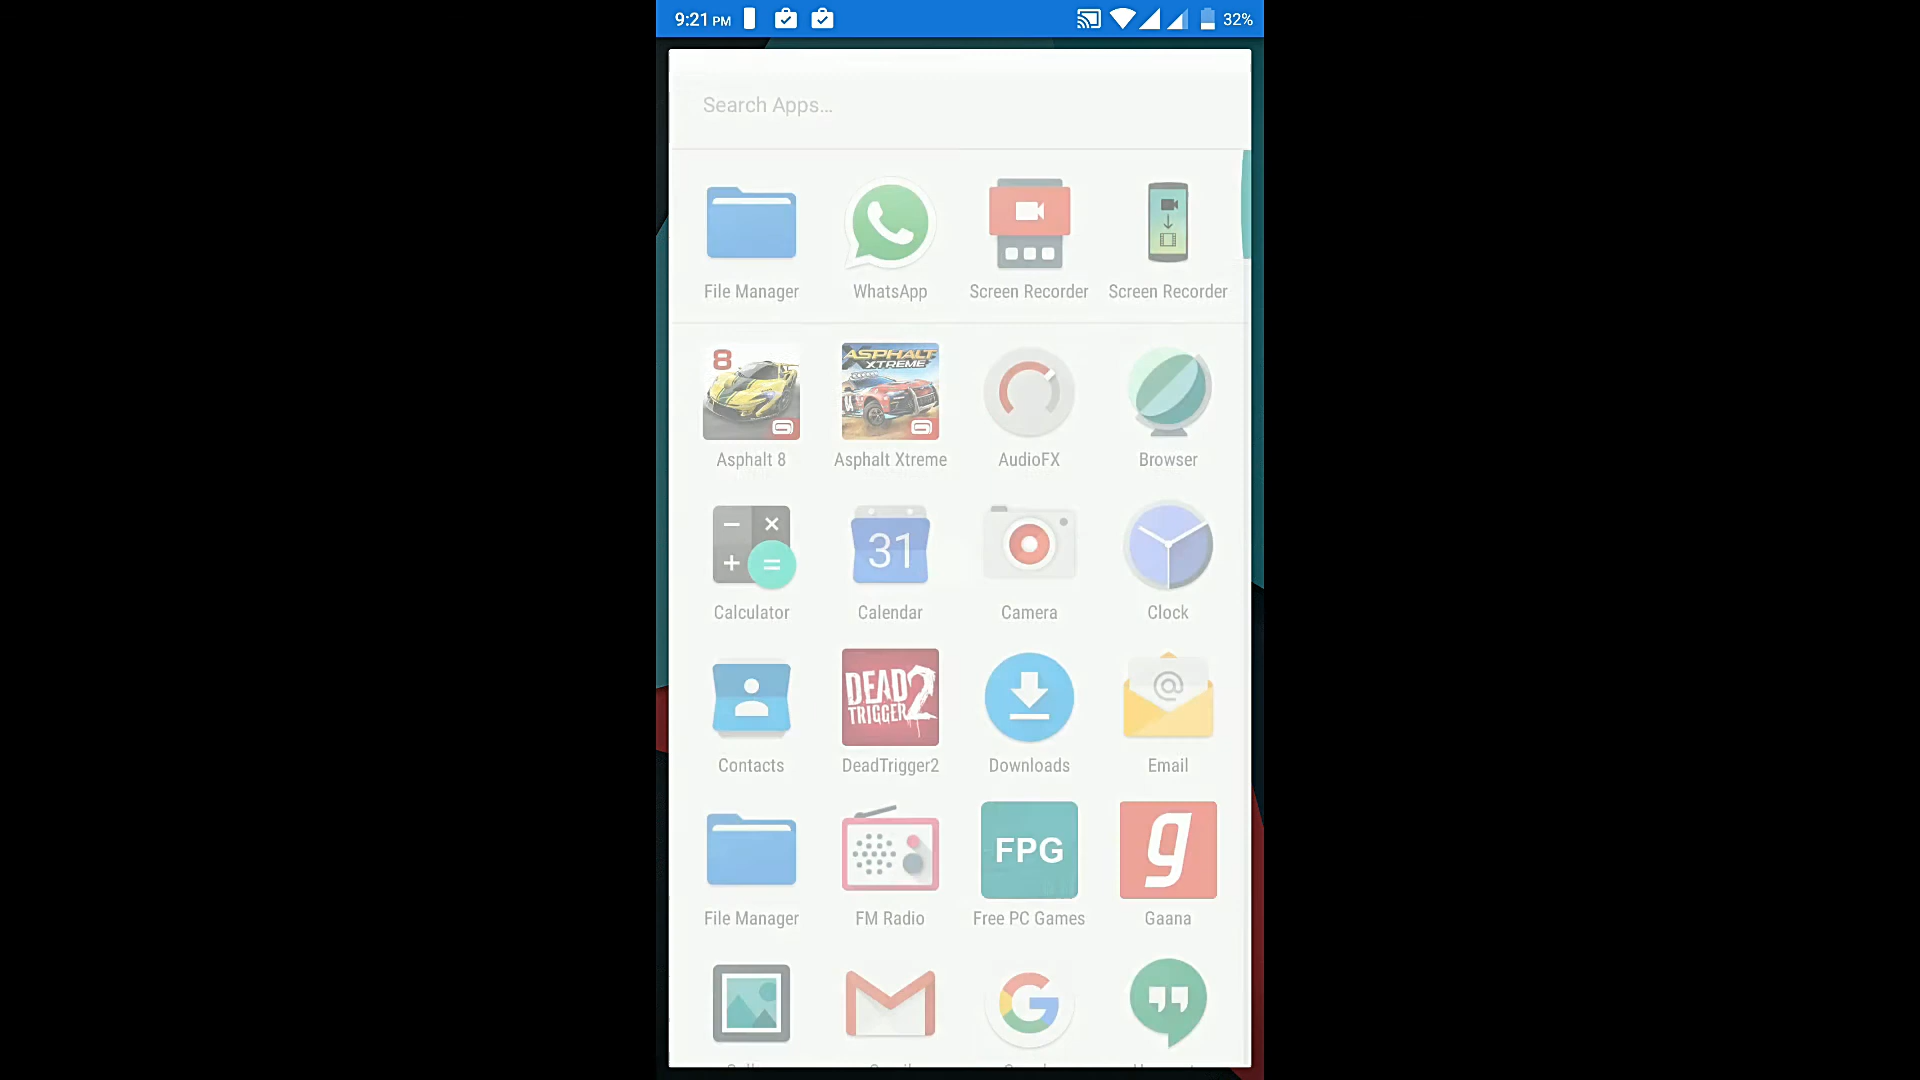 9:21 PM
32%
Search Apps...
File Manager
WhatsApp
Screen Recorder
Screen Recorder
8
ASPHALT
XTREME
Asphalt 8
Asphalt Xtreme
AudioFX
Browser
31
Calculator
Calendar
Camera
Clock
DEAD
TRIGGER 2
@
Contacts
DeadTrigger2
Downloads
Email
FPG
g
File Manager
FM Radio
Free PC Games
Gaana
G